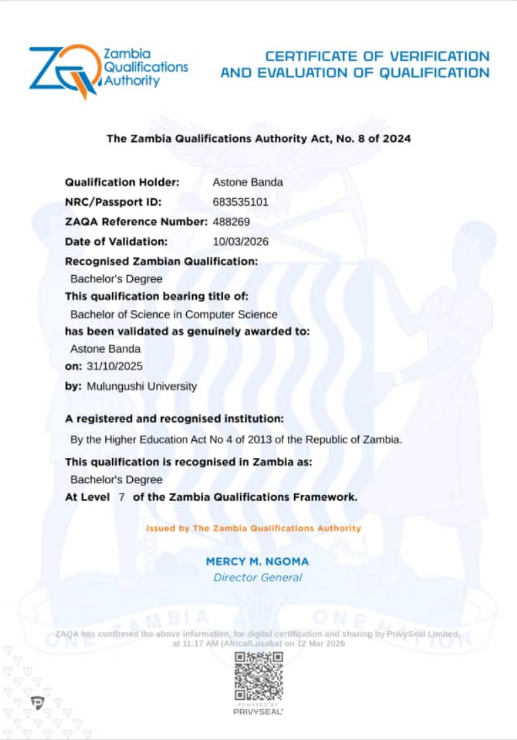 Zambia
Qualifications
Authority
CERTIFICATE OF VERIFICATION
AND EVALUATION OF QUALIFICATION
The Zambia Qualifications Authority Act, No. 8 of 2024
Qualification Holder: Astone Banda
NRC/Passport ID: 683535101
ZAQA Reference Number: 488269
Date of Validation: 10/03/2026
Recognised Zambian Qualification:
Bachelor's Degree
This qualification bearing title of:
Bachelor of Science in Computer Science
has been validated as genuinely awarded to:
Astone Banda
on: 31/10/2025
by: Mulungushi University
A registered and recognised institution:
By the Higher Education Act No 4 of 2013 of the Republic of Zambia.
This qualification is recognised in Zambia as:
Bachelor's Degree
At Level 7 of the Zambia Qualifications Framework.
Issued by The Zambia Qualifications Authority
MERCY M. NGOMA
Director General
ONE ZAMBIA ONE NATION
ZAQA has confirmed the above information, for digital certification and sharing by PrivySeal Limited,
at 11:17 AM (Africa/Lusaka) on 12 Mar 2026
POWERED BY
PRIVYSEAL